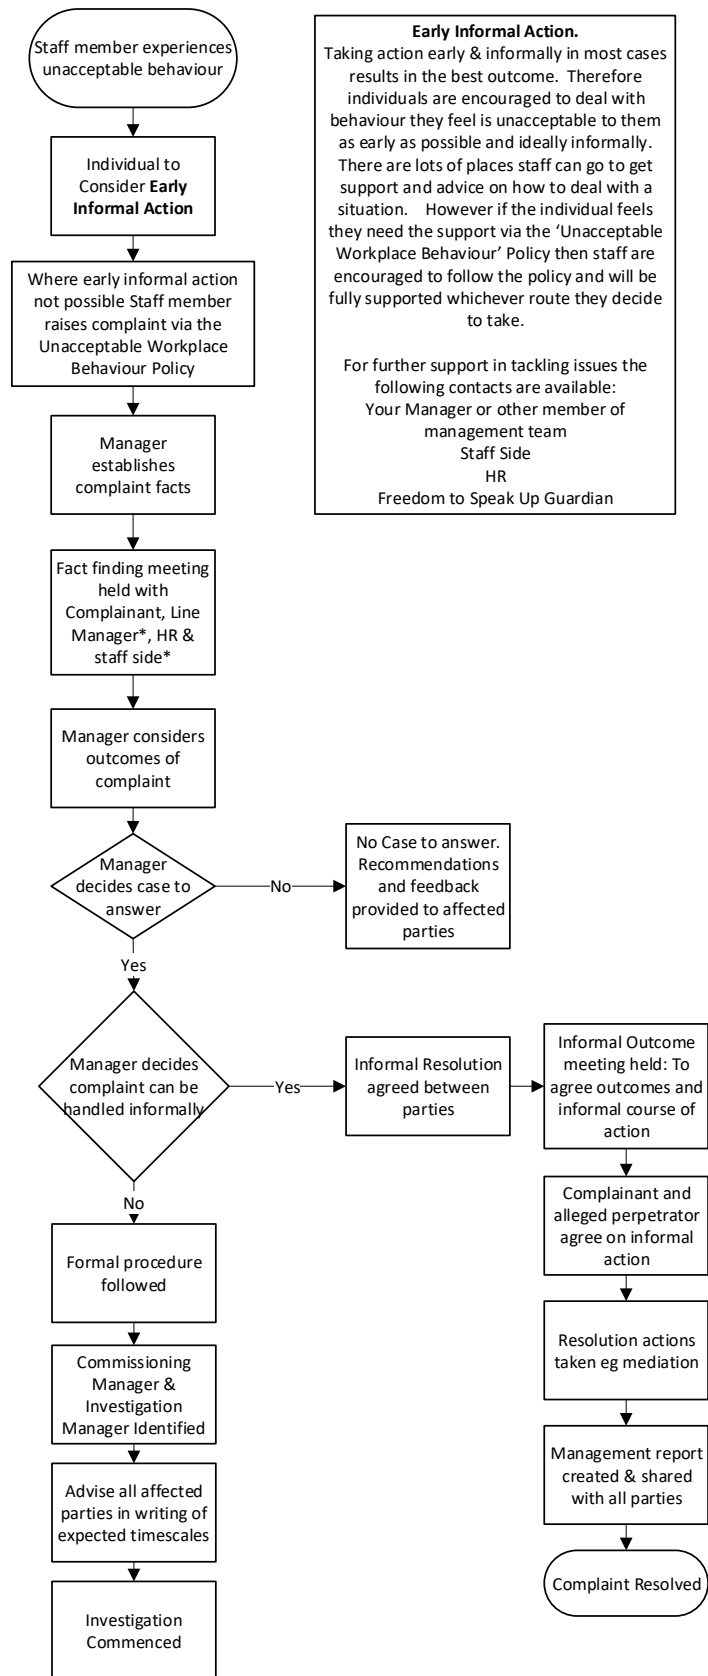 Staff member experiences
unacceptable behaviour
Individual to
Consider Early
Informal Action
Where early informal action
not possible Staff member
raises complaint via the
Unacceptable Workplace
Behaviour Policy
Manager
establishes
complaint facts
Fact finding meeting
held with
Complainant, Line
Manager*, HR &
staff side*
Manager considers
outcomes of
complaint
Manager
decides case to
answer
No
No Case to answer.
Recommendations
and feedback
provided to affected
parties
Yes
Manager decides
complaint can be
handled informally
Yes
Informal Resolution
agreed between
parties
Informal Outcome
meeting held: To
agree outcomes and
informal course of
action
Complainant and
alleged perpetrator
agree on informal
action
Resolution actions
taken eg mediation
Management report
created & shared
with all parties
Complaint Resolved
No
Formal procedure
followed
Commissioning
Manager &
Investigation
Manager Identified
Advise all affected
parties in writing of
expected timescales
Investigation
Commenced
Early Informal Action.
Taking action early & informally in most cases
results in the best outcome.  Therefore
individuals are encouraged to deal with
behaviour they feel is unacceptable to them
as early as possible and ideally informally.
There are lots of places staff can go to get
support and advice on how to deal with a
situation.    However if the individual feels
they need the support via the ‘Unacceptable
Workplace Behaviour’ Policy then staff are
encouraged to follow the policy and will be
fully supported whichever route they decide
to take.
For further support in tackling issues the
following contacts are available:
Your Manager or other member of
management team
Staff Side
HR
Freedom to Speak Up Guardian